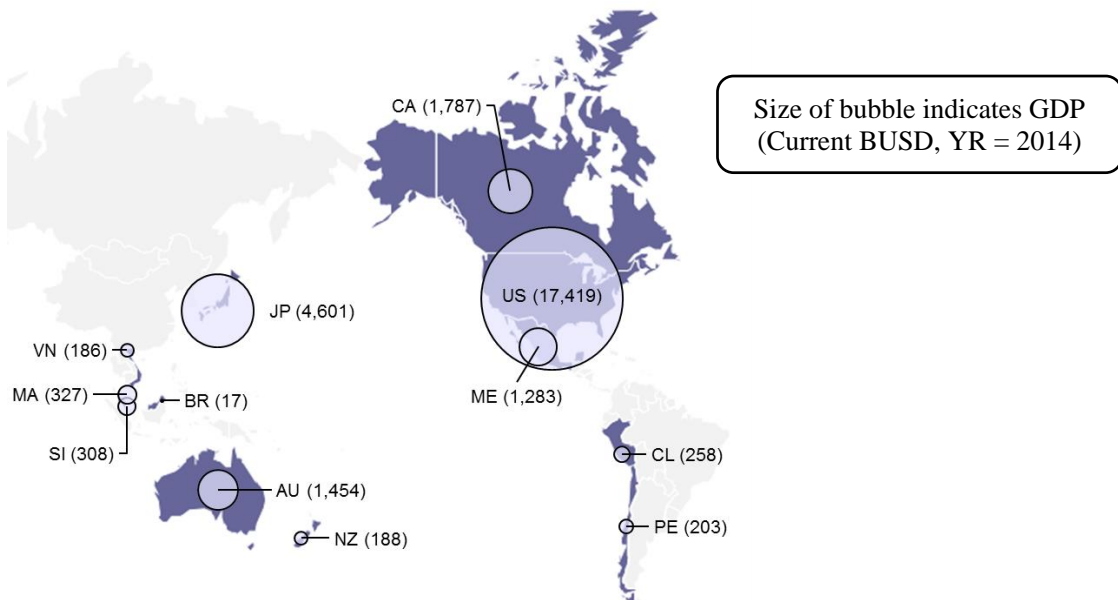 CA (1,787)
Size of bubble indicates GDP
(Current BUSD, YR = 2014)
US (17,419)
JP (4,601)
VN (186)
MA (327)
BR (17)
ME (1,283)
SI (308)
CL (258)
AU (1,454)
PE (203)
NZ (188)